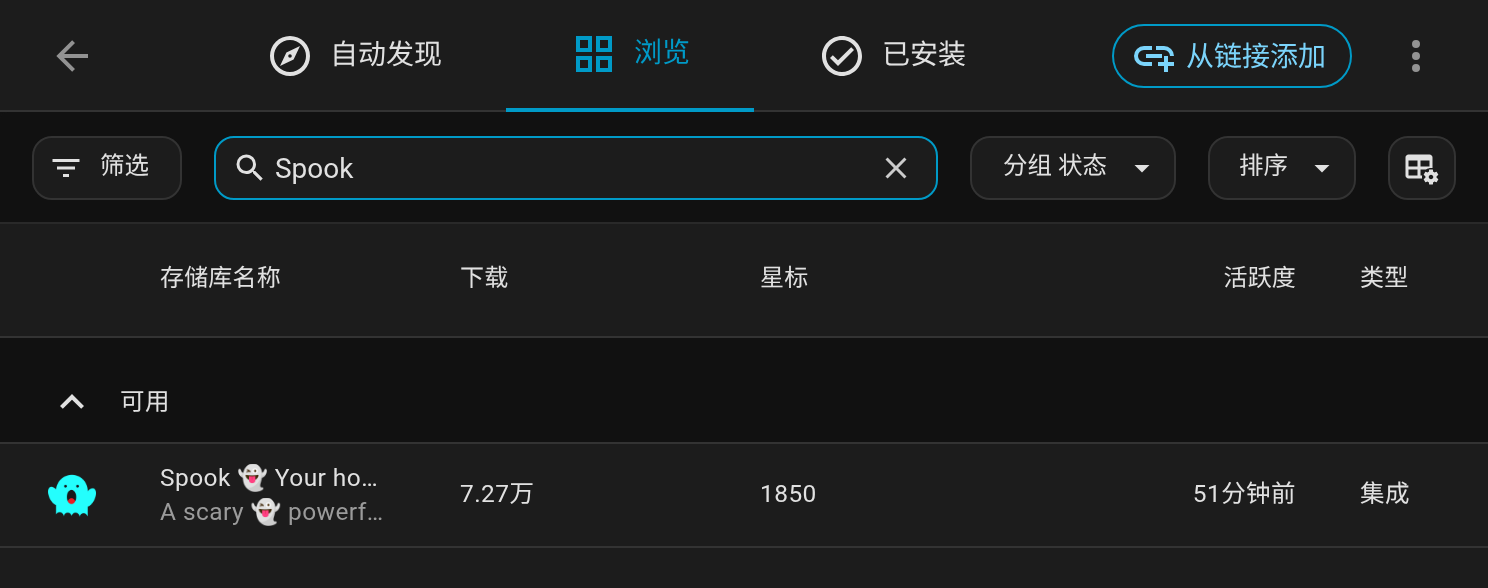 自动发现
浏览
已安装
从链接添加
筛选
Spook
分组 状态
排序
存储库名称 下载 星标 活跃度 类型
可用
Spook 👻 Your ho…
A scary 👻 powerf…
7.27万 1850 51分钟前 集成